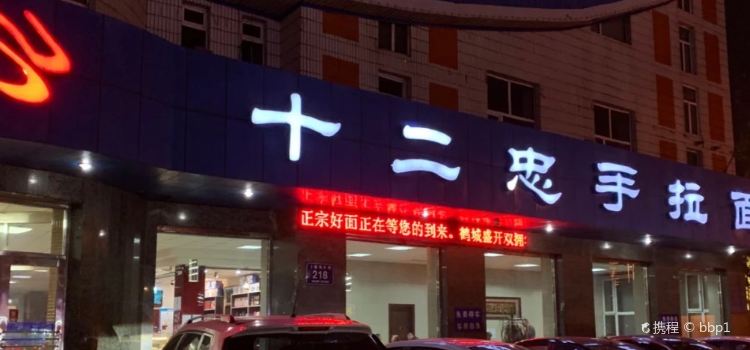 十二忠手拉面
正宗好面正在等您的到来。鹤城盛开双拥
218
携程 © bbp1